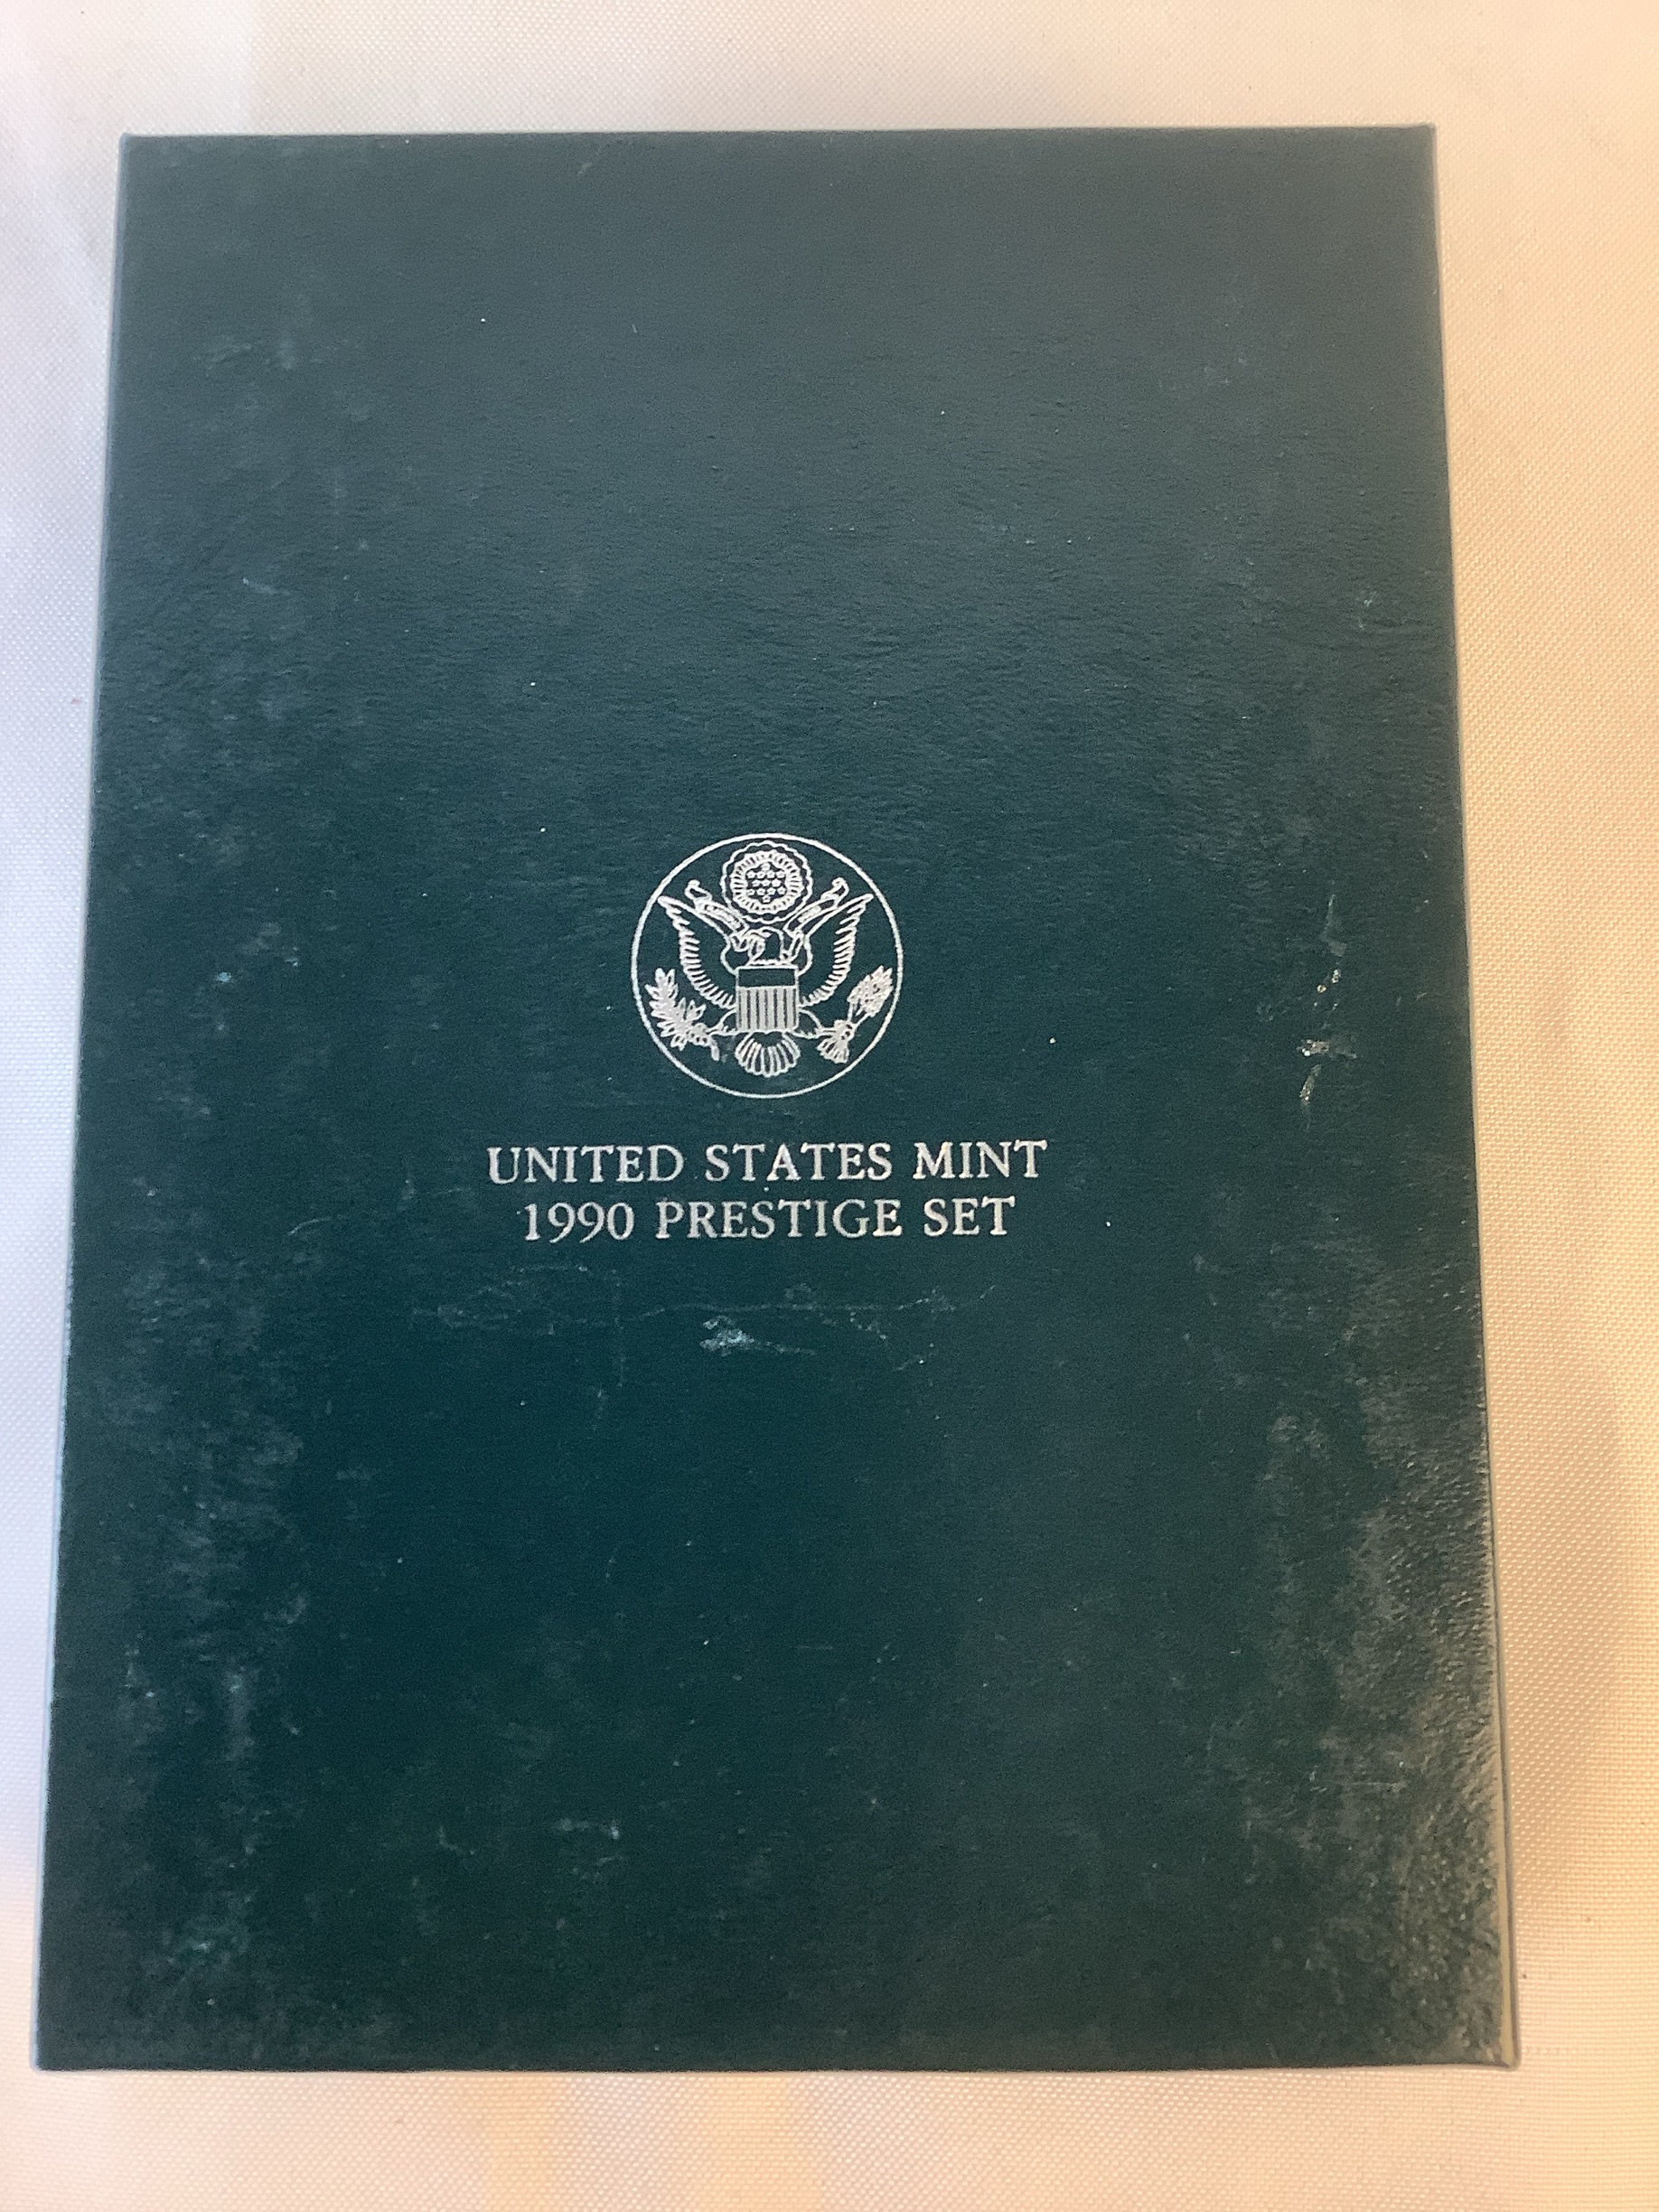 UNITED STATES MINT
1990 PRESTIGE SET